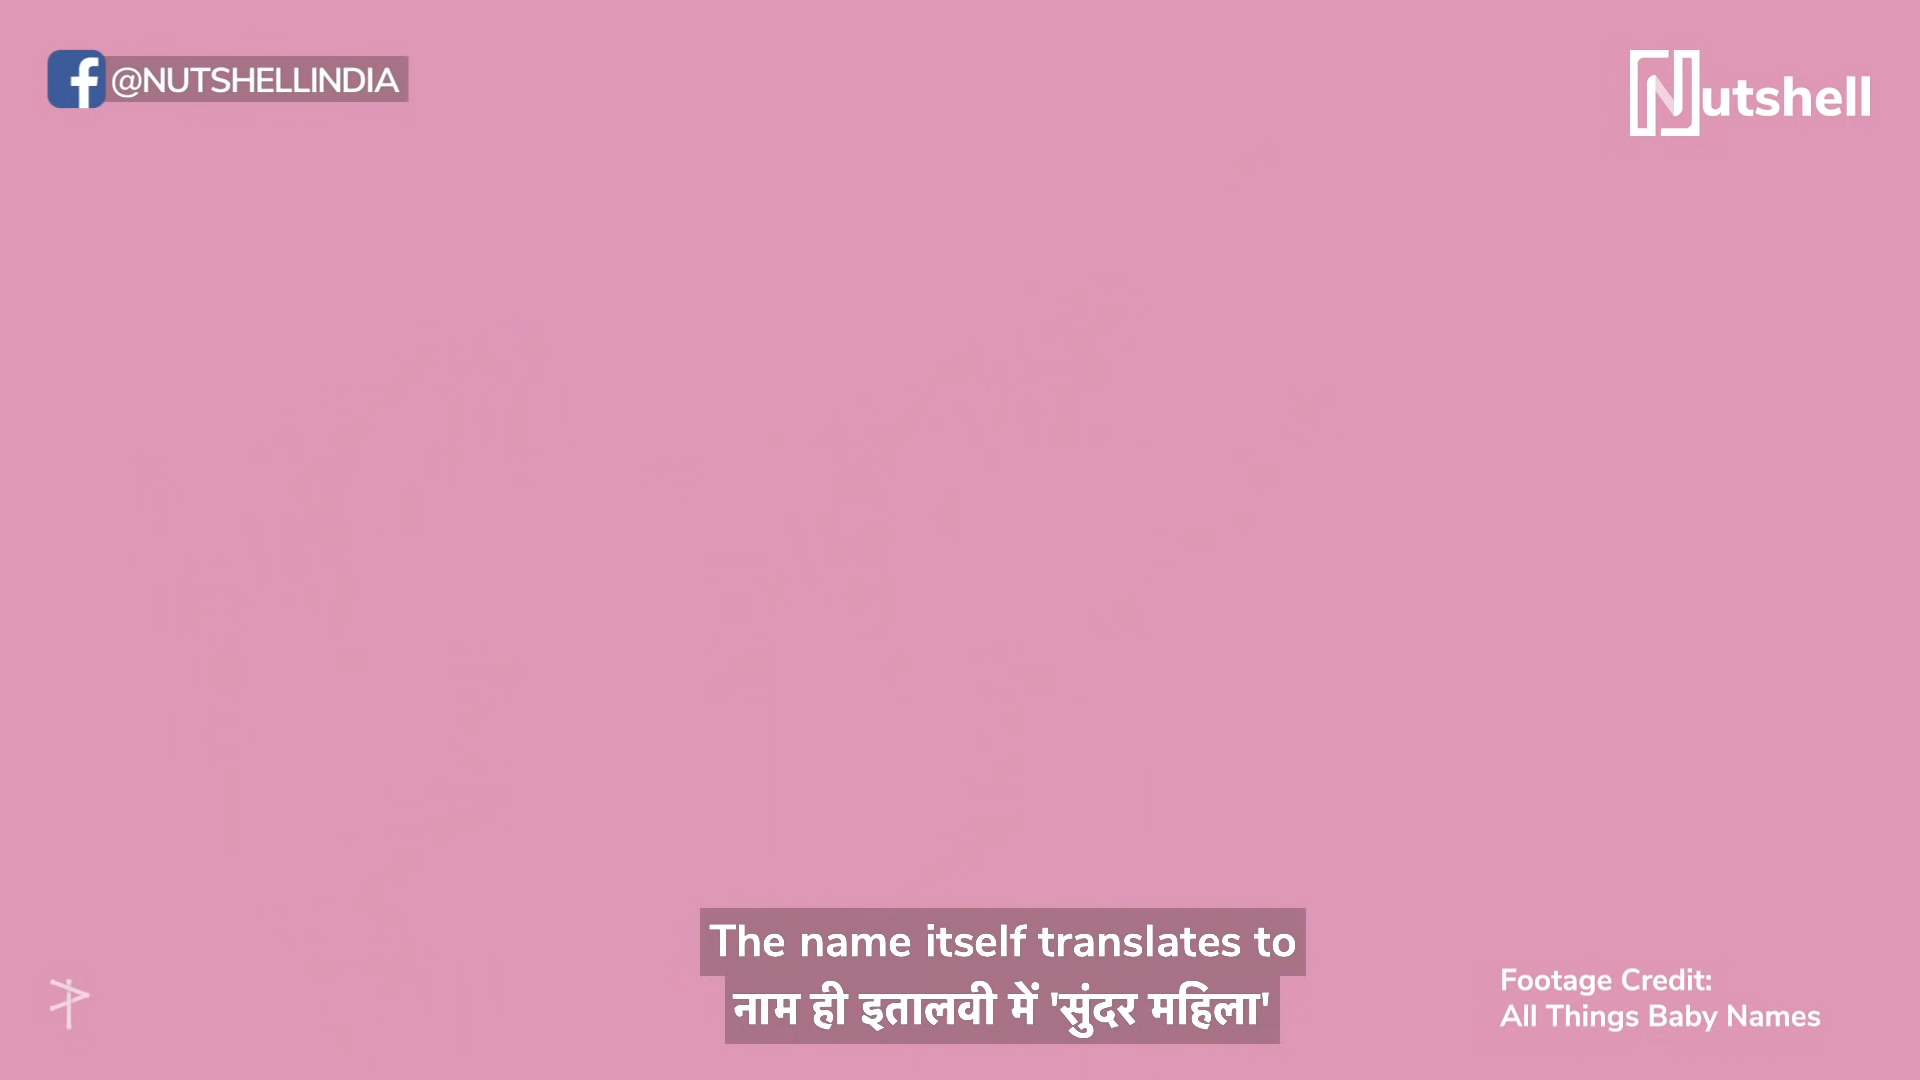 @NUTSHELLINDIA
Nutshell
The name itself translates to
नाम ही इतालवी में 'सुंदर महिला'
Footage Credit:
All Things Baby Names